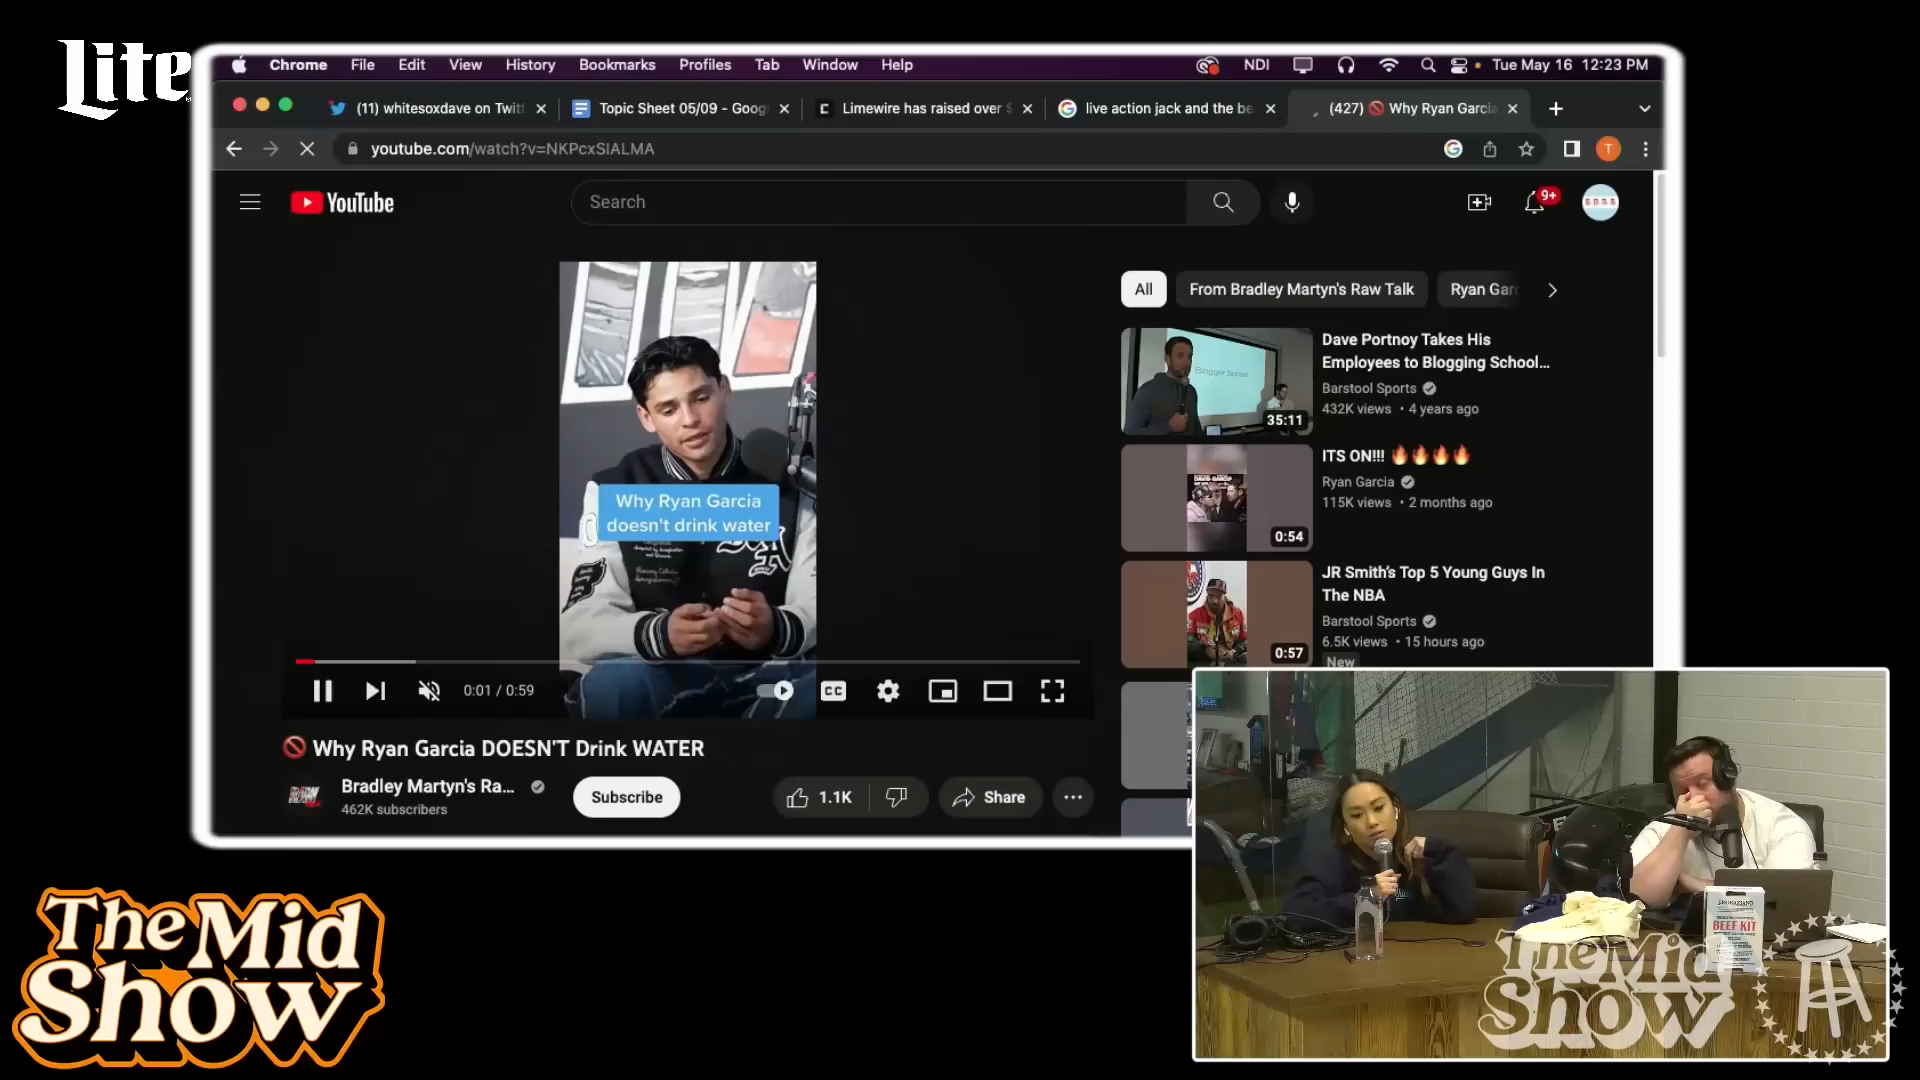 Lite
Chrome File Edit View History Bookmarks Profiles Tab Window Help
NDI Tue May 16 12:23 PM
(11) whitesoxdave on Twitt
Topic Sheet 05/09 - Goog
Limewire has raised over
live action jack and the be
(427) 🚫 Why Ryan Garcia
youtube.com/watch?v=NKPcxSIALMA
T
YouTube
Search
9+
Why Ryan Garcia
doesn't drink water
0:01 / 0:59
CC
🚫 Why Ryan Garcia DOESN'T Drink WATER
Bradley Martyn's Ra...
462K subscribers
Subscribe
1.1K
Share
All
From Bradley Martyn's Raw Talk
Ryan Garc
Blogger School
35:11
Dave Portnoy Takes His
Employees to Blogging School...
Barstool Sports
432K views • 4 years ago
0:54
ITS ON!!! 🔥🔥🔥🔥
Ryan Garcia
115K views • 2 months ago
0:57
JR Smith's Top 5 Young Guys In
The NBA
Barstool Sports
6.5K views • 15 hours ago
New
BEEF KIT
The Mid
Show
The Mid
Show